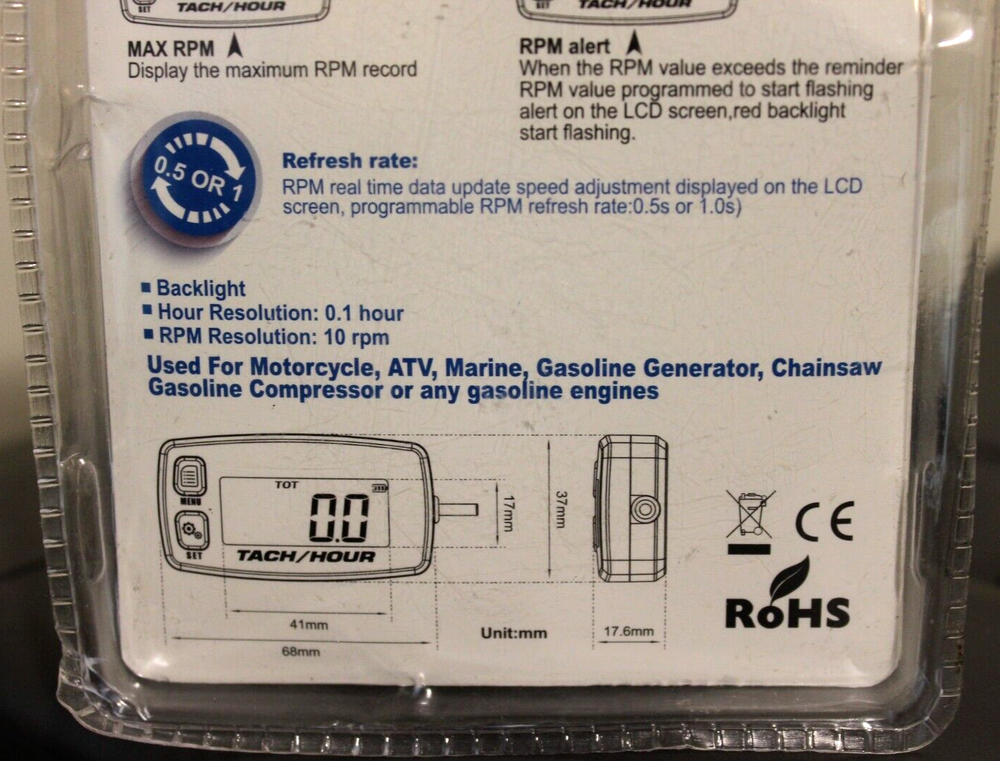 SET
TACH/HOUR
SET
TACH/HOUR
MAX RPM
Display the maximum RPM record
RPM alert
When the RPM value exceeds the reminder
RPM value programmed to start flashing
alert on the LCD screen,red backlight
start flashing.
0.5 OR 1
Refresh rate:
RPM real time data update speed adjustment displayed on the LCD
screen, programmable RPM refresh rate:0.5s or 1.0s)
Backlight
Hour Resolution: 0.1 hour
RPM Resolution: 10 rpm
Used For Motorcycle, ATV, Marine, Gasoline Generator, Chainsaw
Gasoline Compressor or any gasoline engines
MENU
SET
TOT
0.0
TACH/HOUR
17mm
37mm
41mm
68mm
Unit:mm
17.6mm
CE
RoHS